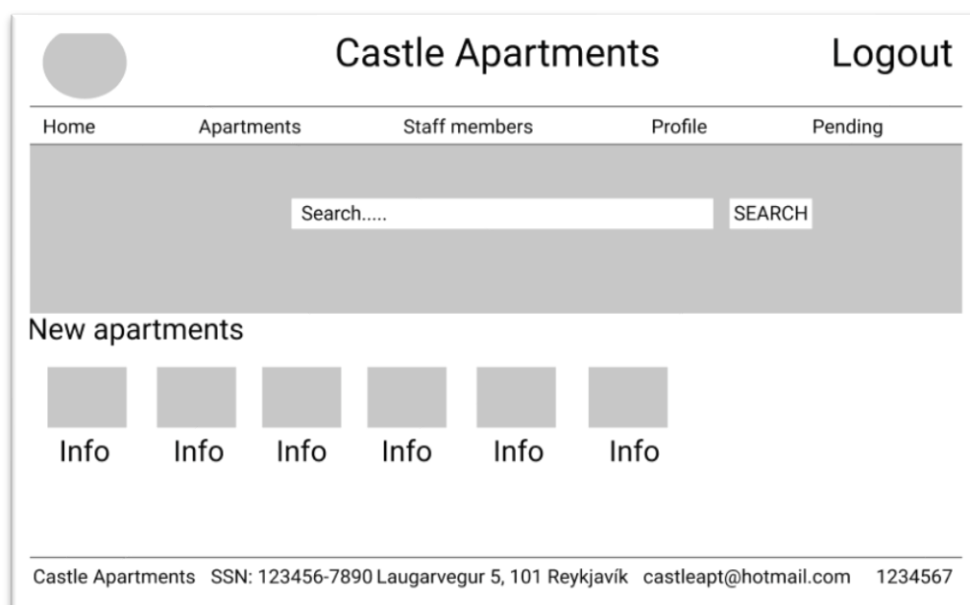 Castle Apartments Logout
Home Apartments Staff members Profile Pending
Search..... SEARCH
New apartments
Info Info Info Info Info Info
Castle Apartments SSN: 123456-7890 Laugarvegur 5, 101 Reykjavík castleapt@hotmail.com 1234567